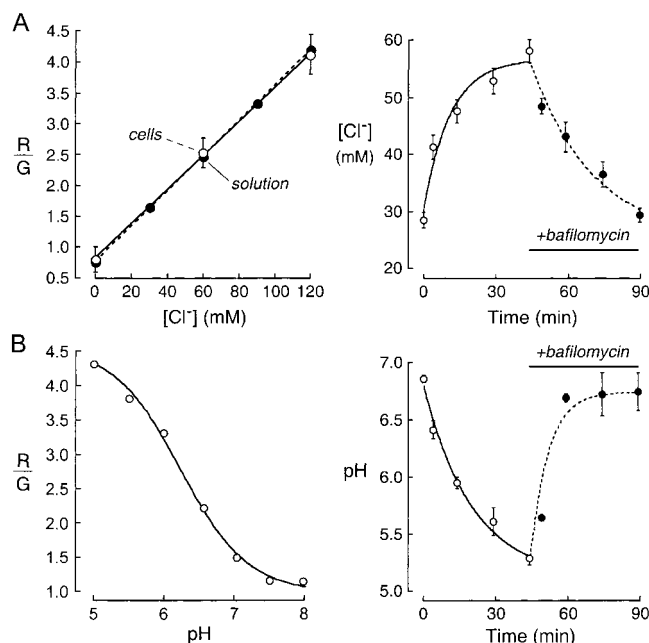 A
4.5
4.0
3.5
3.0
2.5
2.0
1.5
1.0
0.5
R
G
cells
solution
0 20 40 60 80 100 120
[Cl⁻] (mM)
60
50
40
30
20
[Cl⁻]
(mM)
+bafilomycin
0 30 60 90
Time (min)
B
4.5
4.0
3.5
3.0
2.5
2.0
1.5
1.0
R
G
5 6 7 8
pH
+bafilomycin
7.0
6.5
6.0
5.5
5.0
pH
0 30 60 90
Time (min)